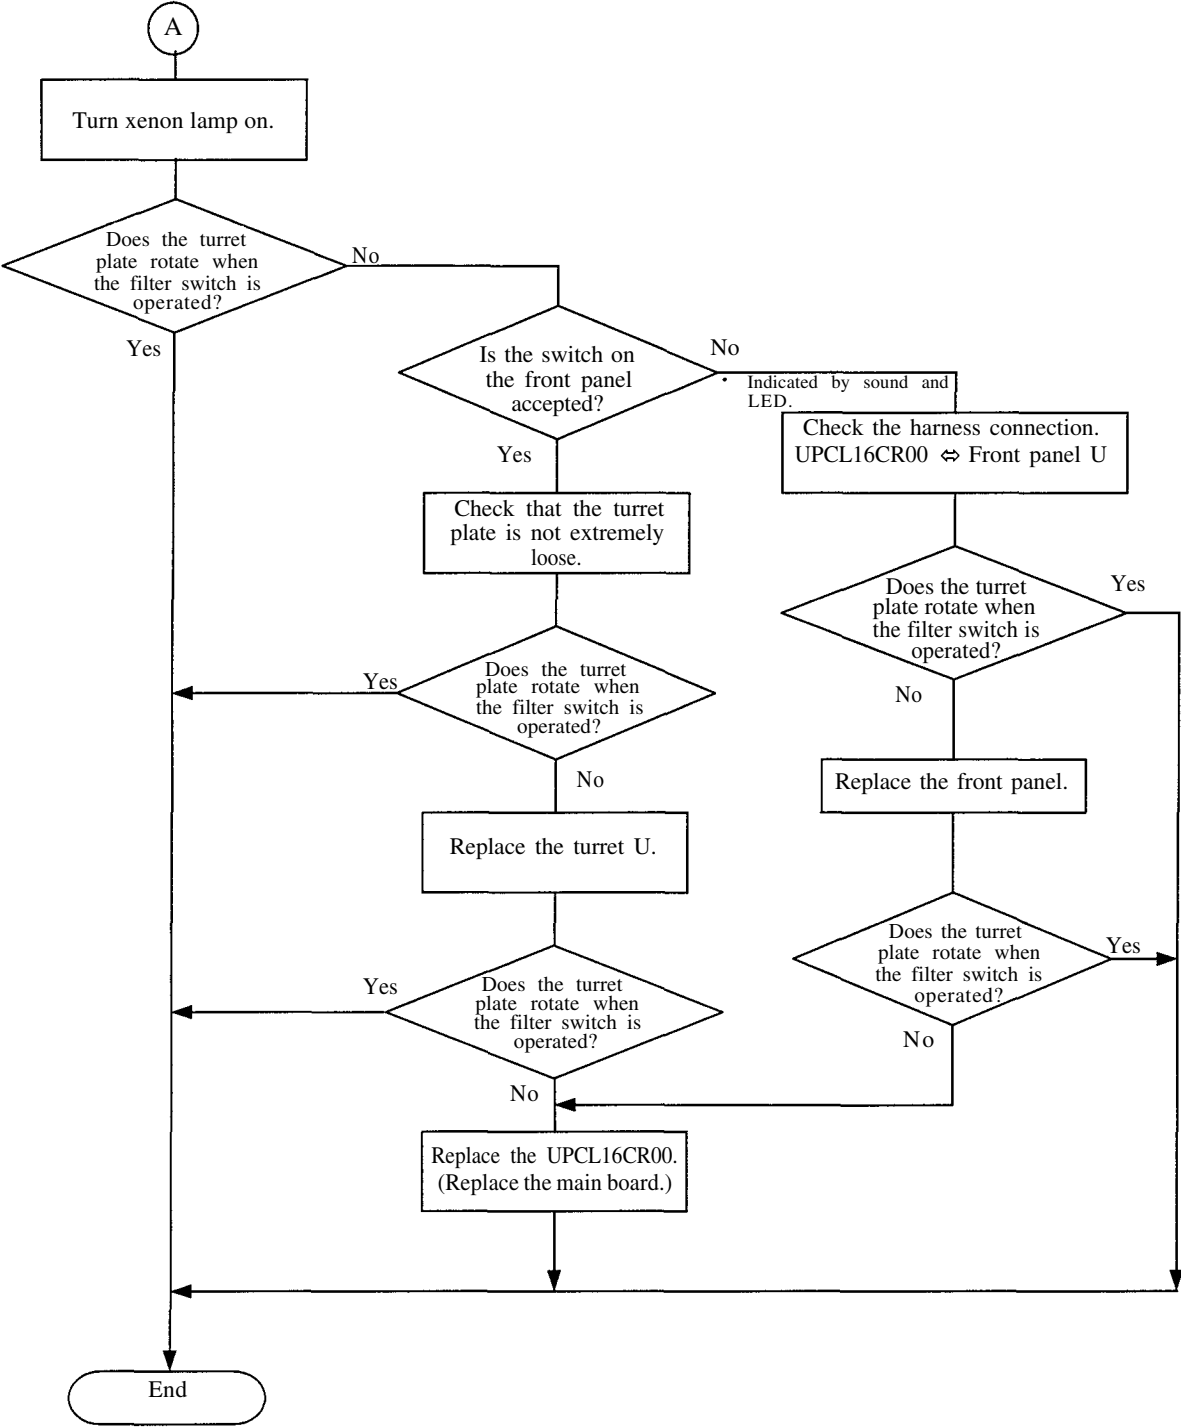 A
Turn xenon lamp on.
Does the turret
plate rotate when
the filter switch is
operated?
No
Yes
Is the switch on
the front panel
accepted?
No
• Indicated by sound and
LED.
Yes
Check the harness connection.
UPCL16CR00 ⇔ Front panel U
Check that the turret
plate is not extremely
loose.
Does the turret
plate rotate when
the filter switch is
operated?
Yes
No
Does the turret
plate rotate when
the filter switch is
operated?
Yes
No
Replace the front panel.
Replace the turret U.
Does the turret
plate rotate when
the filter switch is
operated?
Yes
No
Does the turret
plate rotate when
the filter switch is
operated?
Yes
No
Replace the UPCL16CR00.
(Replace the main board.)
End